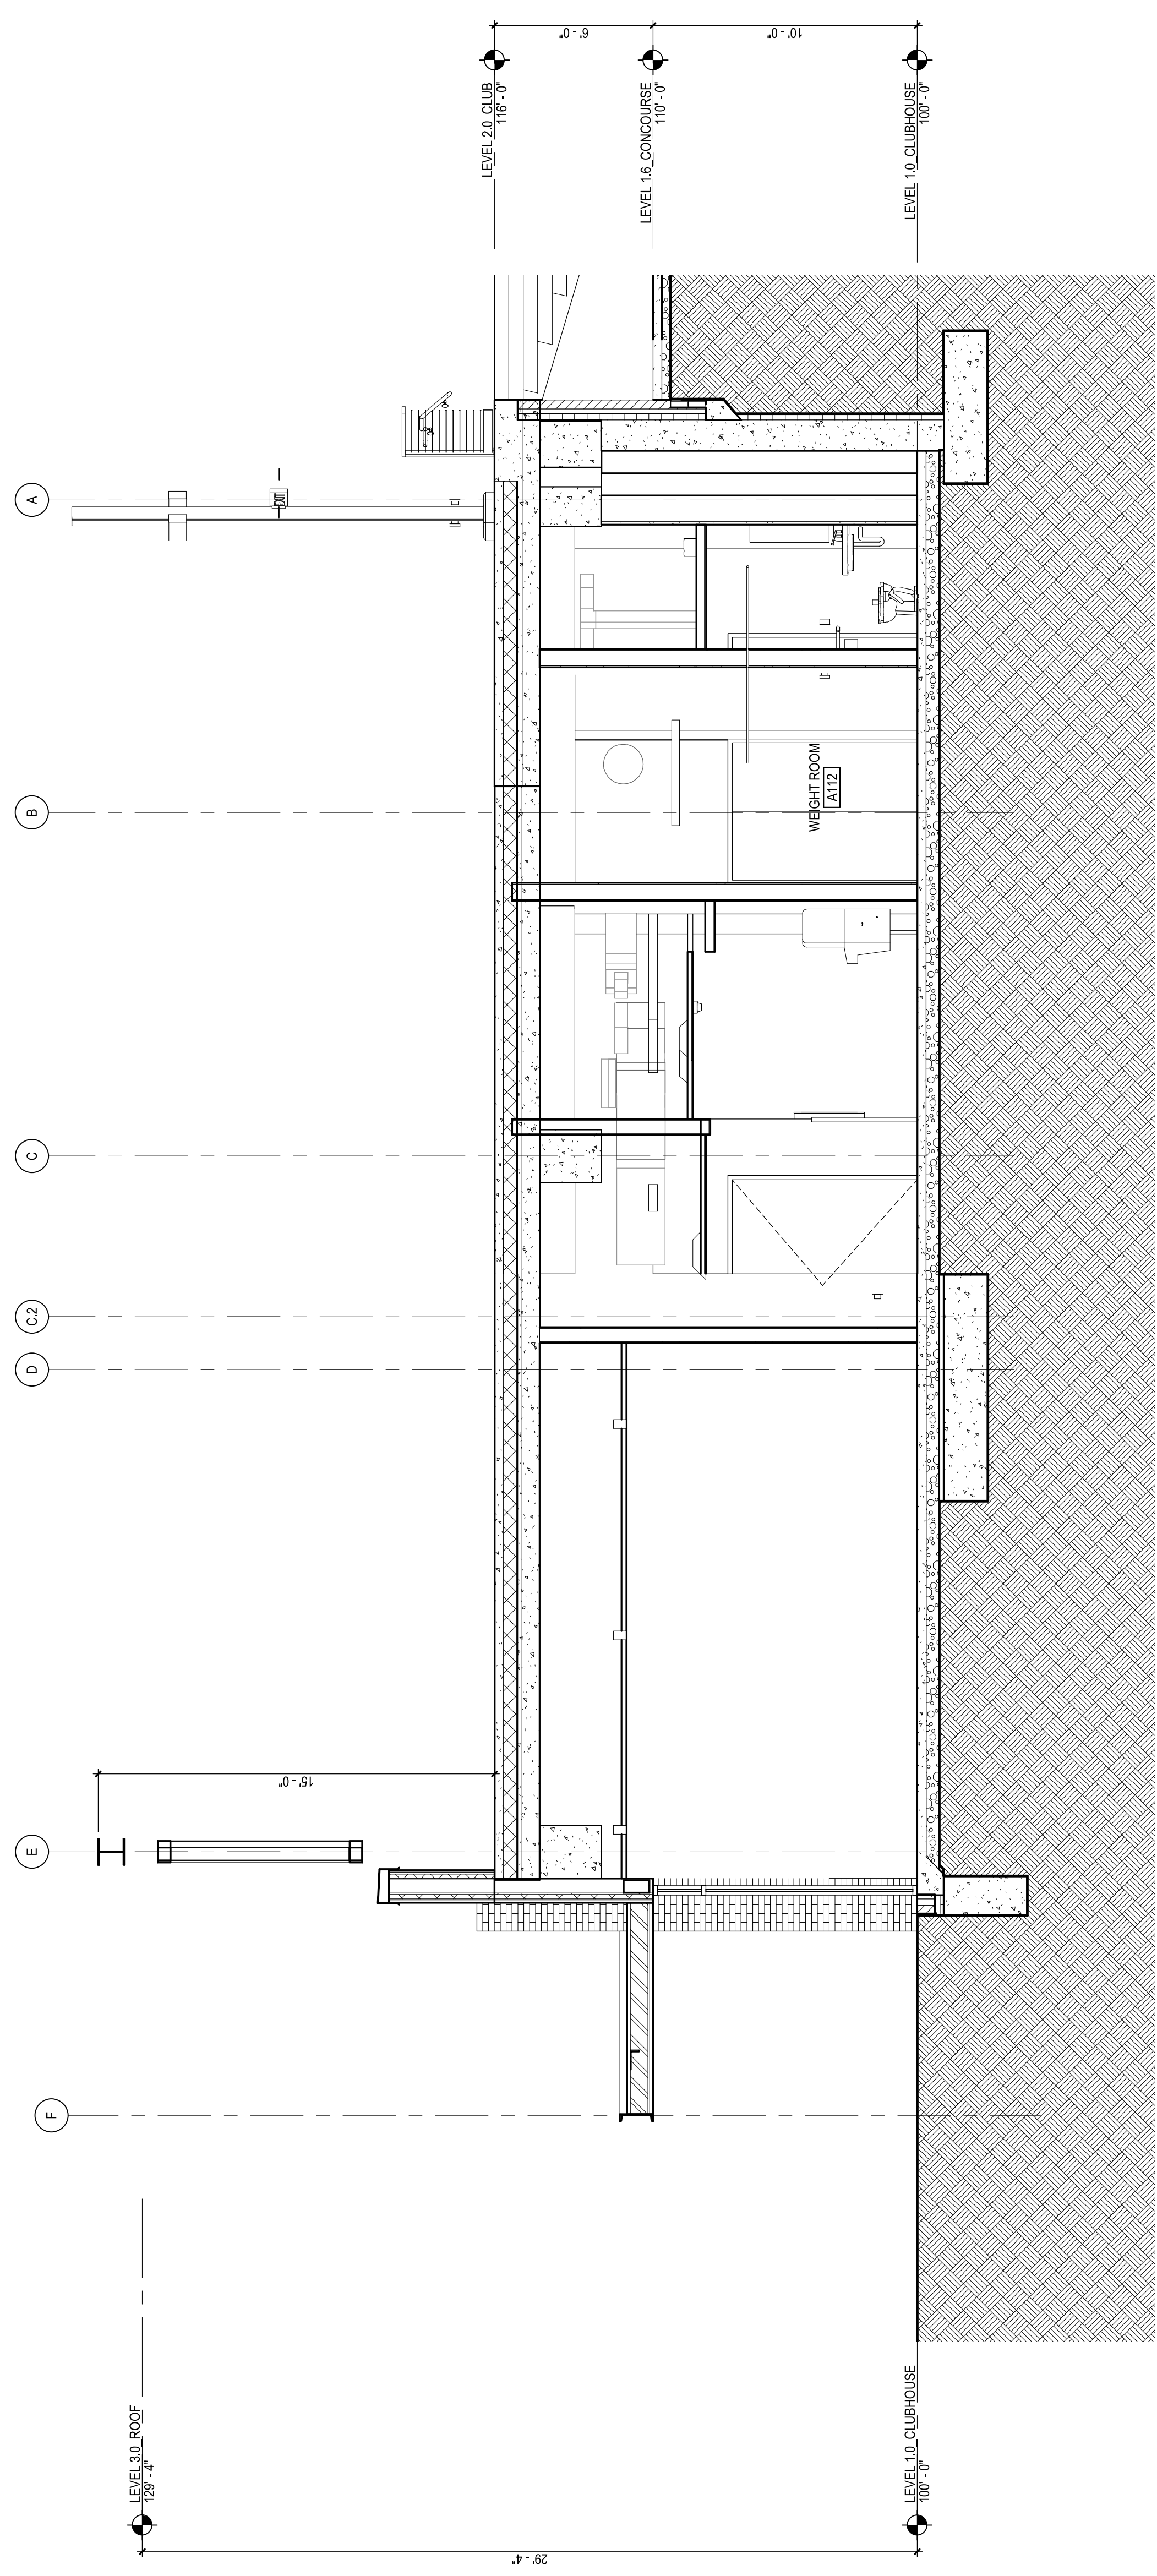 F
E
D
C.2
C
B
A
LEVEL 3.0_ROOF
129' - 4"
29' - 4"
LEVEL 1.0_CLUBHOUSE
100' - 0"
15' - 0"
WEIGHT ROOM
A112
LEVEL 2.0_CLUB
116' - 0"
6' - 0"
LEVEL 1.6_CONCOURSE
110' - 0"
10' - 0"
LEVEL 1.0_CLUBHOUSE
100' - 0"